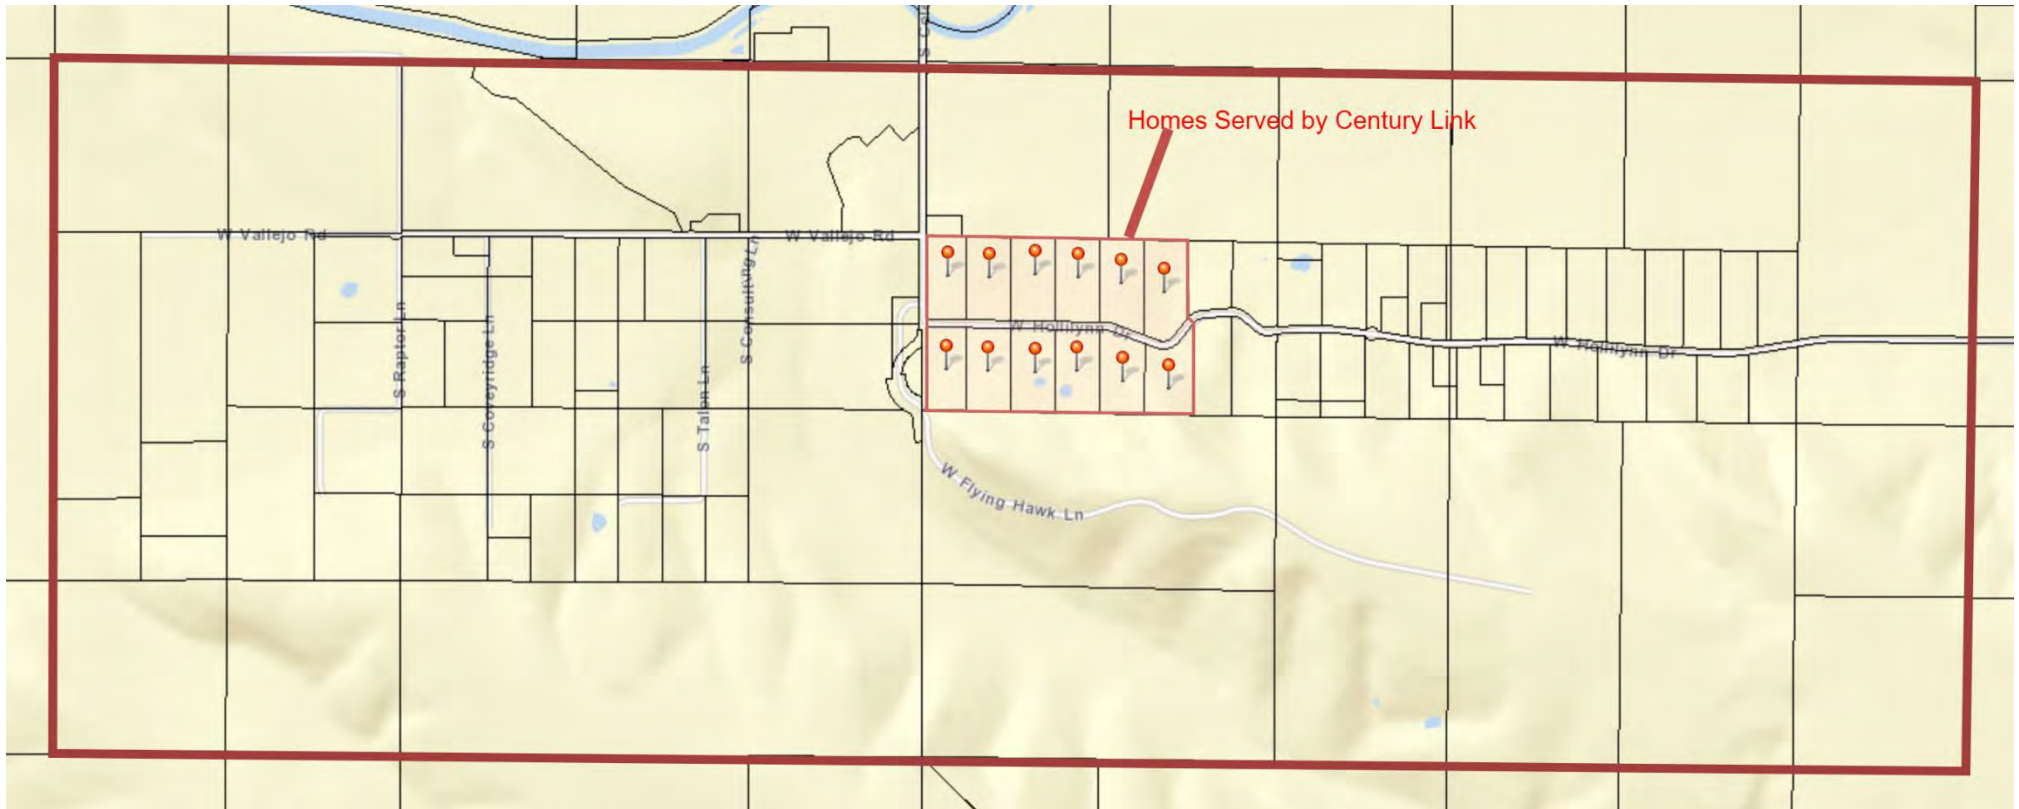 S Col
Homes Served by Century Link
W Vallejo Rd
W Vallejo Rd
S Raptor Ln
S Coveyridge Ln
S Talon Ln
S Consulting Ln
W Hollilynn Dr
W Hollilynn Dr
W Flying Hawk Ln